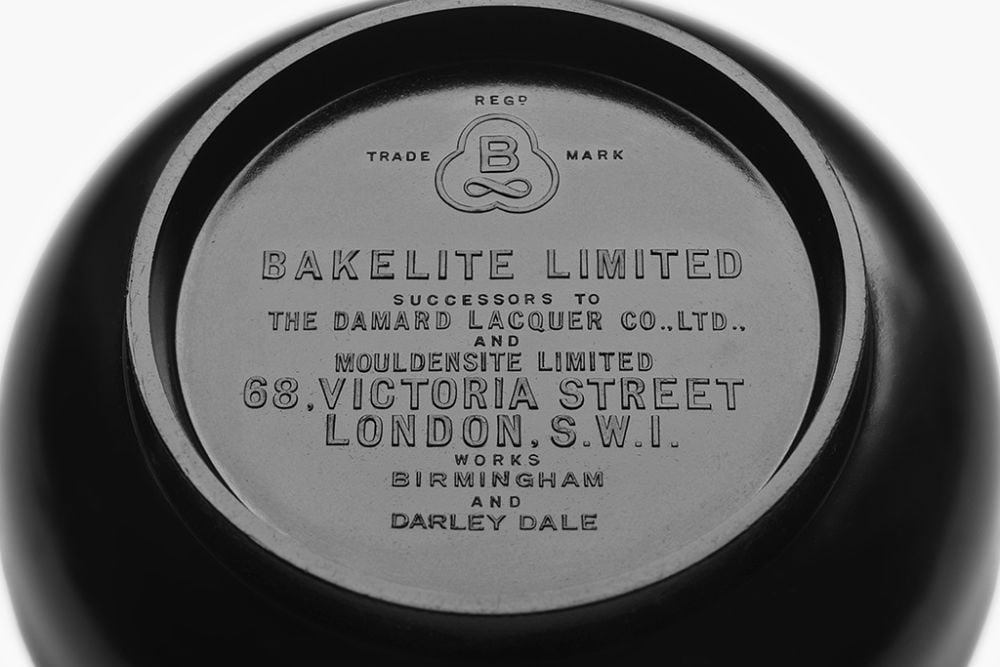 REGD
TRADE B MARK
BAKELITE LIMITED
SUCCESSORS TO
THE DAMARD LACQUER CO.,LTD.,
AND
MOULDENSITE LIMITED
68,VICTORIA STREET
LONDON, S.W.I.
WORKS
BIRMINGHAM
AND
DARLEY DALE